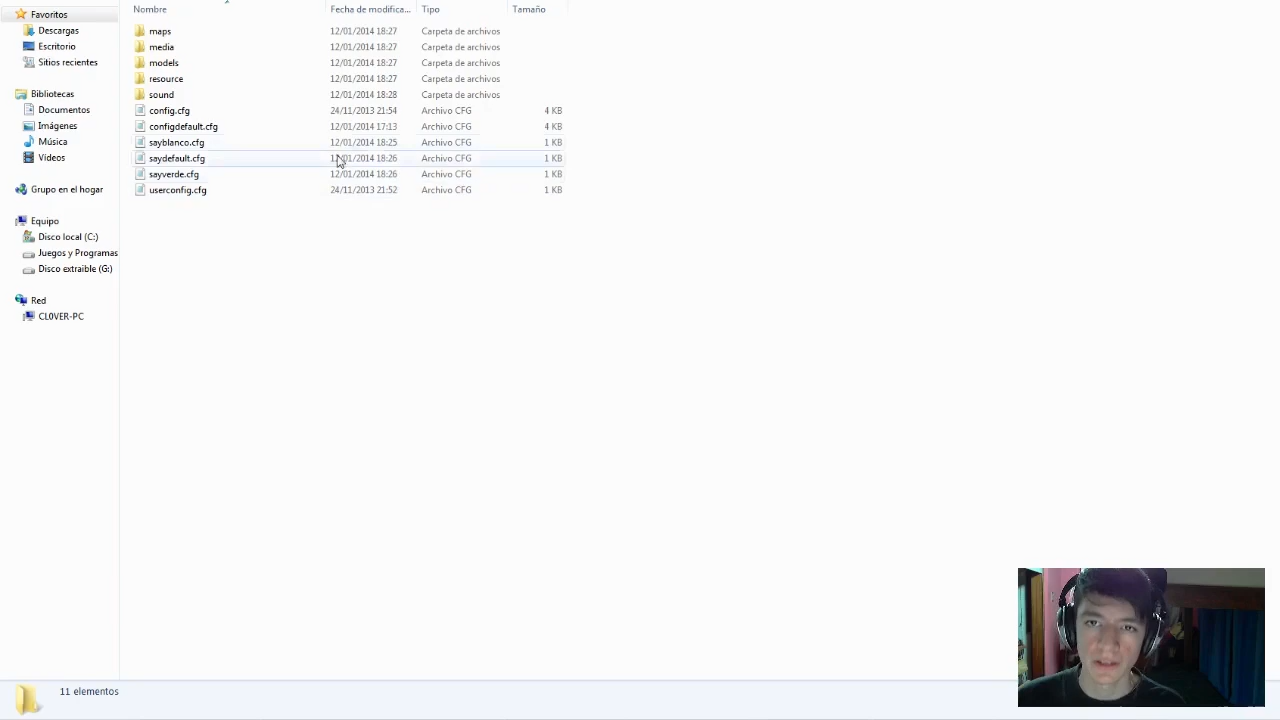 Favoritos
Descargas
Escritorio
Sitios recientes
Bibliotecas
Documentos
Imágenes
Música
Vídeos
Grupo en el hogar
Equipo
Disco local (C:)
Juegos y Programas
Disco extraible (G:)
Red
CL0VER-PC
Nombre Fecha de modifica... Tipo Tamaño
maps 12/01/2014 18:27 Carpeta de archivos
media 12/01/2014 18:27 Carpeta de archivos
models 12/01/2014 18:27 Carpeta de archivos
resource 12/01/2014 18:27 Carpeta de archivos
sound 12/01/2014 18:28 Carpeta de archivos
config.cfg 24/11/2013 21:54 Archivo CFG 4 KB
configdefault.cfg 12/01/2014 17:13 Archivo CFG 4 KB
sayblanco.cfg 12/01/2014 18:25 Archivo CFG 1 KB
saydefault.cfg 12/01/2014 18:26 Archivo CFG 1 KB
sayverde.cfg 12/01/2014 18:26 Archivo CFG 1 KB
userconfig.cfg 24/11/2013 21:52 Archivo CFG 1 KB
11 elementos